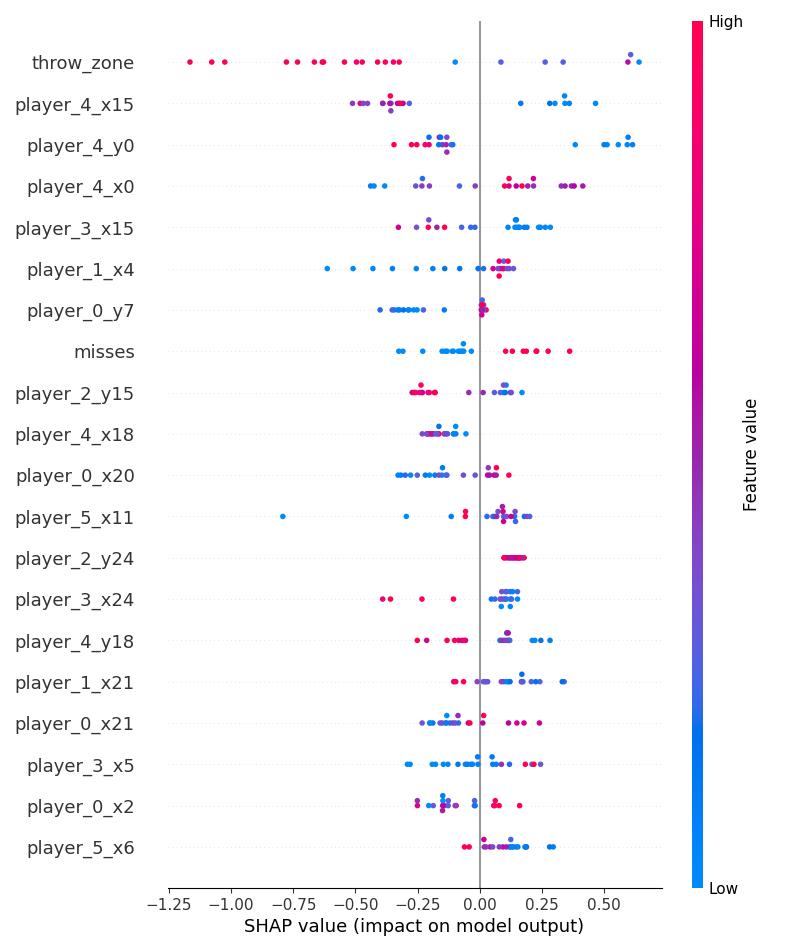 High
throw_zone
player_4_x15
player_4_y0
player_4_x0
player_3_x15
player_1_x4
player_0_y7
misses
player_2_y15
player_4_x18
player_0_x20
player_5_x11
player_2_y24
player_3_x24
player_4_y18
player_1_x21
player_0_x21
player_3_x5
player_0_x2
player_5_x6
Feature value
Low
−1.25 −1.00 −0.75 −0.50 −0.25 0.00 0.25 0.50
SHAP value (impact on model output)